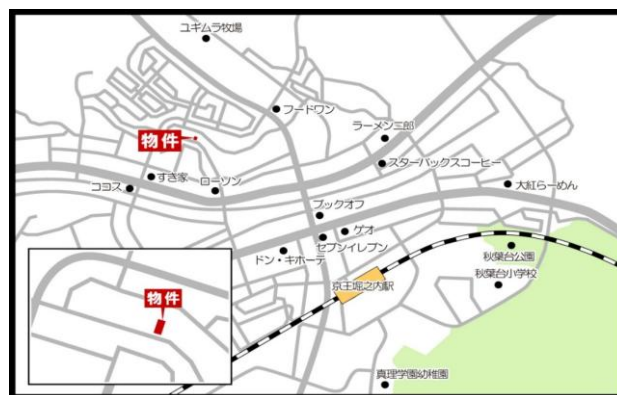 ユギムラ牧場
フードワン
物件
ラーメン二郎
スターバックスコーヒー
すき家
ココス
ローソン
大紅らーめん
ブックオフ
ゲオ
セブンイレブン
ドン・キホーテ
秋葉台公園
京王堀之内駅
秋葉台小学校
物件
真理学園幼稚園